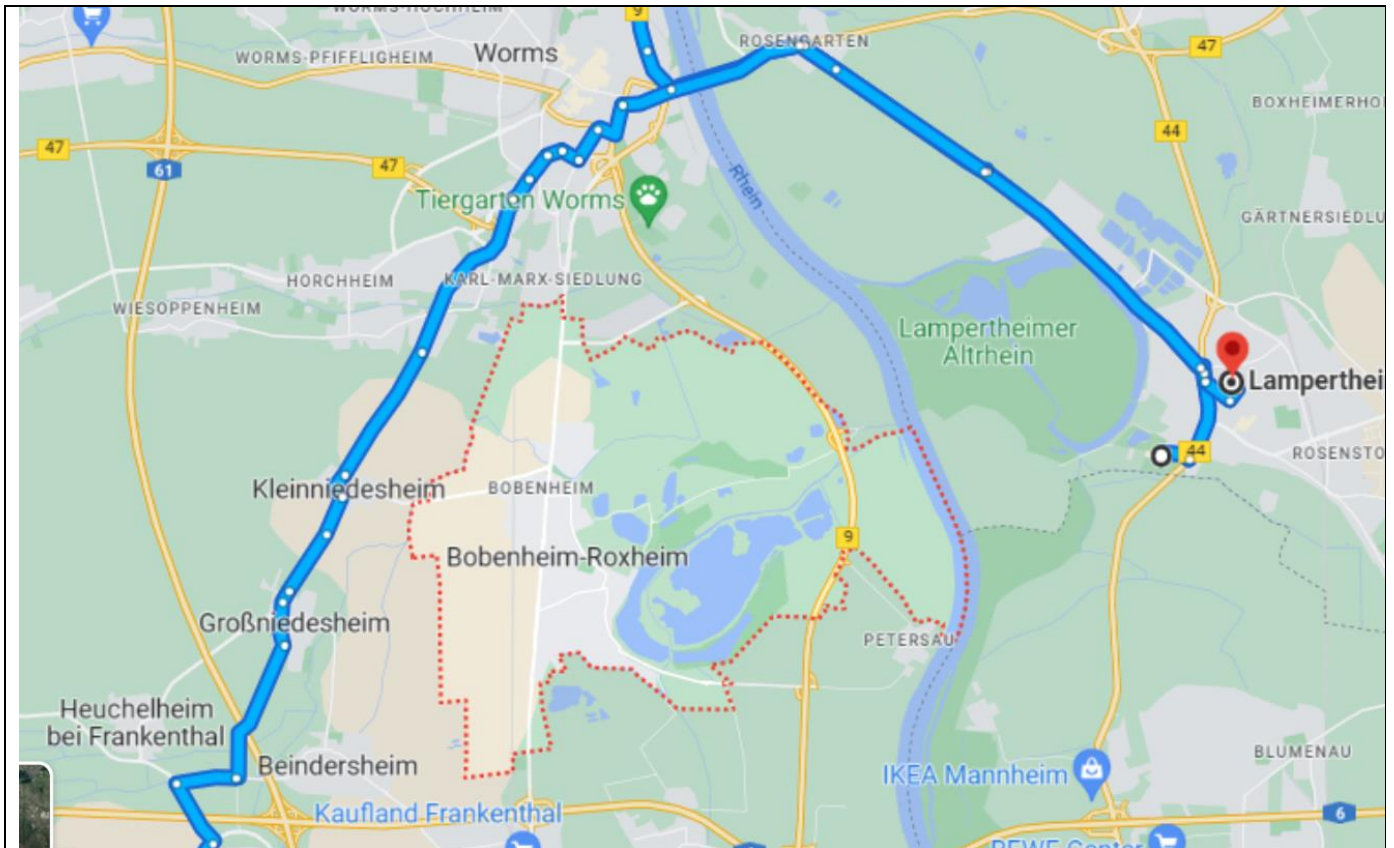 WORMS-HOCHHEIM
9
WORMS-PFIFFLIGHEIM
Worms
ROSENGARTEN
47
BOXHEIMERHO
44
47
61
47
Tiergarten Worms
Rhein
GÄRTNERSIEDLU
HORCHHEIM
KARL-MARX-SIEDLUNG
WIESOPPENHEIM
Lampertheimer
Altrhein
Lamperthei
44
ROSENSTO
Kleinniedesheim
BOBENHEIM
Bobenheim-Roxheim
9
Großniedesheim
PETERSAU
Heuchelheim
bei Frankenthal
Beindersheim
IKEA Mannheim
BLUMENAU
Kaufland Frankenthal
6
REWE Center